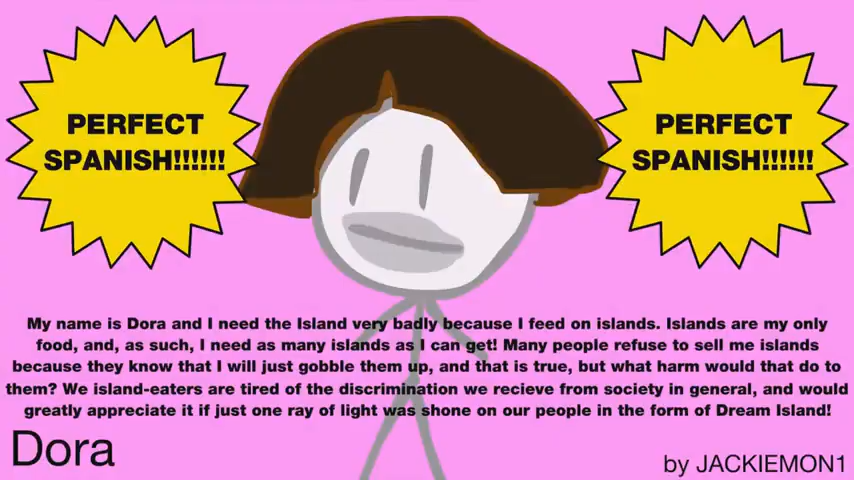 PERFECT
SPANISH!!!!!!
PERFECT
SPANISH!!!!!!
My name is Dora and I need the Island very badly because I feed on islands. Islands are my only
food, and, as such, I need as many islands as I can get! Many people refuse to sell me islands
because they know that I will just gobble them up, and that is true, but what harm would that do to
them? We island-eaters are tired of the discrimination we recieve from society in general, and would
greatly appreciate it if just one ray of light was shone on our people in the form of Dream Island!
Dora
by JACKIEMON1